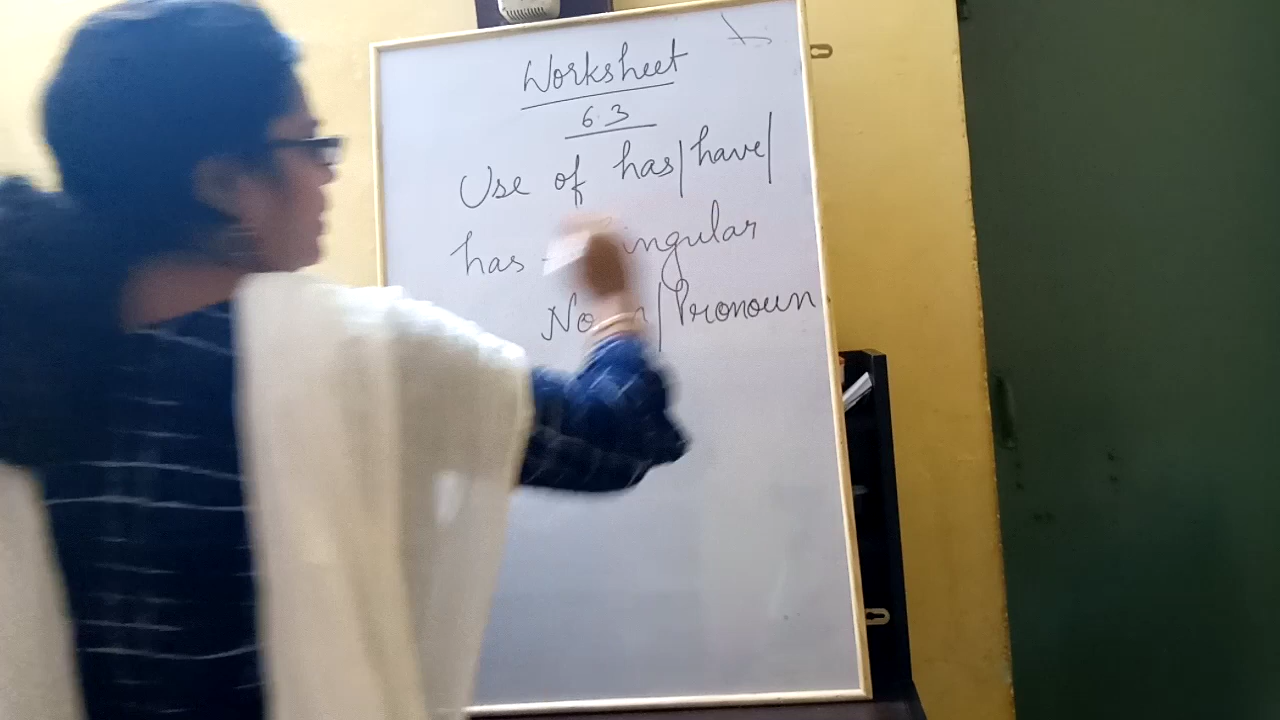 Worksheet
6.3
Use of has/have/
has - Singular
Noun/Pronoun